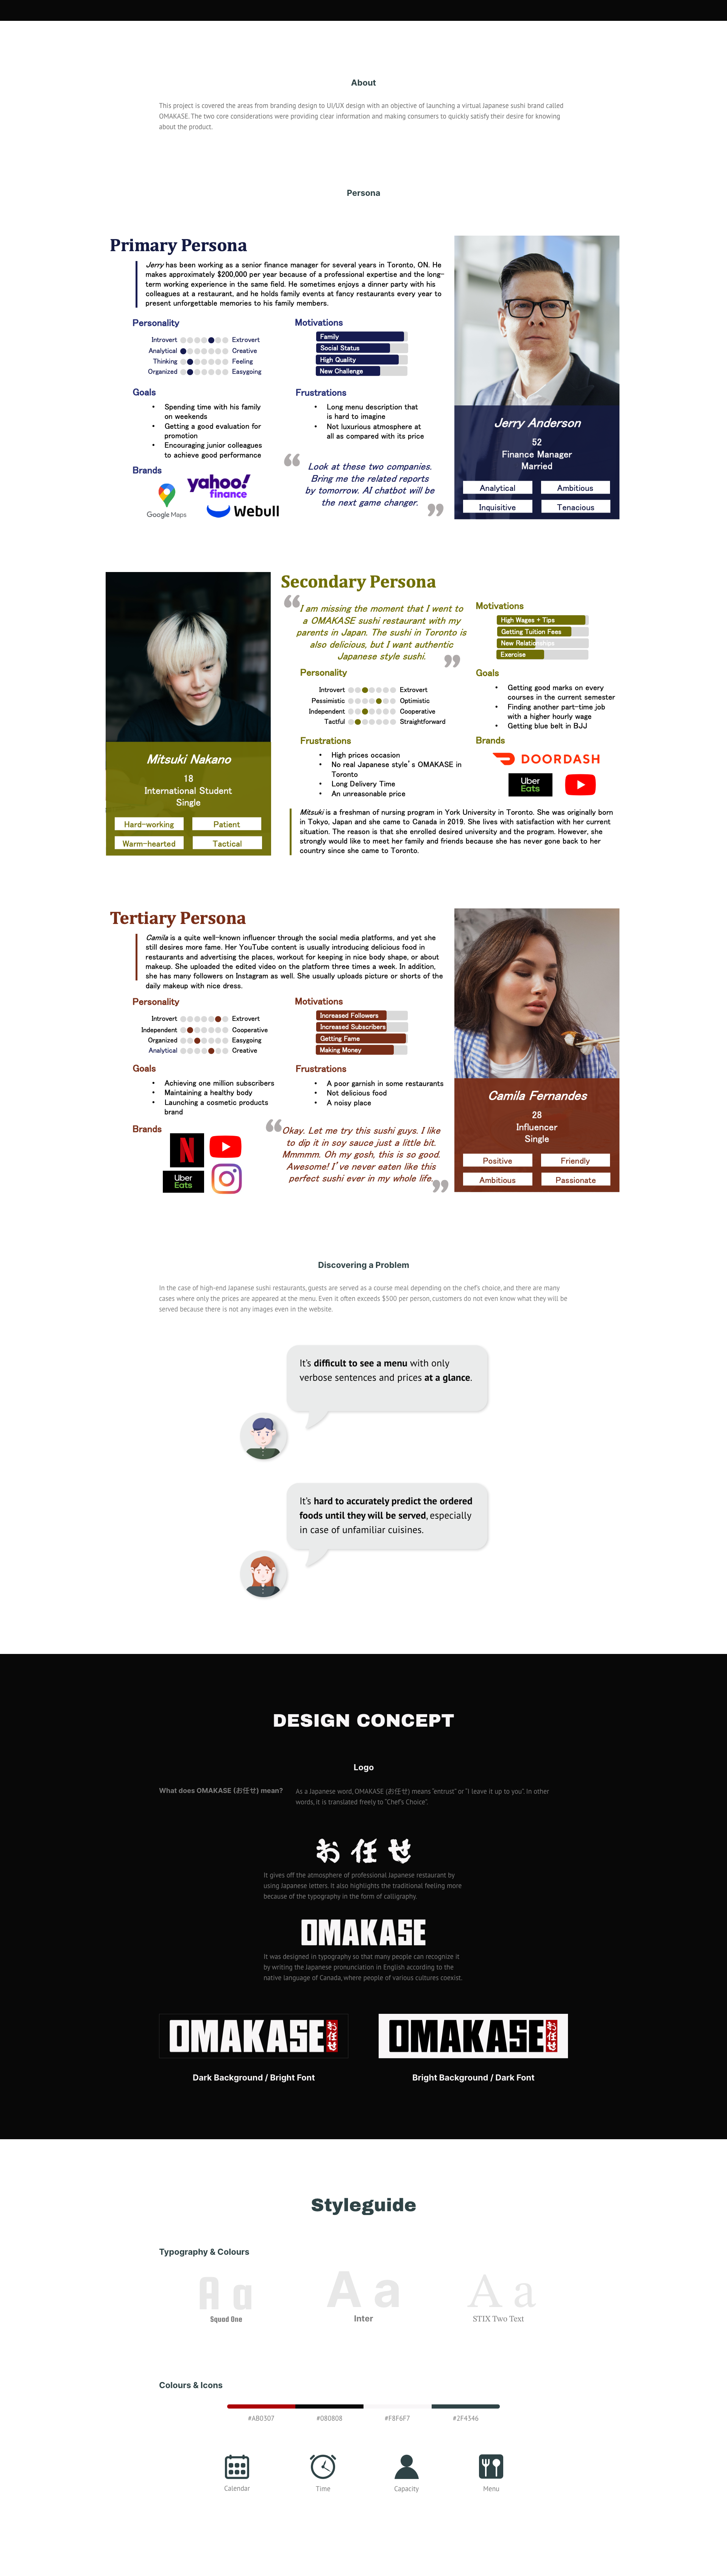 About
This project is covered the areas from branding design to UI/UX design with an objective of launching a virtual Japanese sushi brand called
OMAKASE. The two core considerations were providing clear information and making consumers to quickly satisfy their desire for knowing
about the product.
Persona
Primary Persona
Jerry has been working as a senior finance manager for several years in Toronto, ON. He
makes approximately $200,000 per year because of a professional expertise and the long-
term working experience in the same field. He sometimes enjoys a dinner party with his
colleagues at a restaurant, and he holds family events at fancy restaurants every year to
present unforgettable memories to his family members.
Personality
Introvert Extrovert
Analytical Creative
Thinking Feeling
Organized Easygoing
Motivations
Family
Social Status
High Quality
New Challenge
Goals
• Spending time with his family
on weekends
• Getting a good evaluation for
promotion
• Encouraging junior colleagues
to achieve good performance
Frustrations
• Long menu description that
is hard to imagine
• Not luxurious atmosphere at
all as compared with its price
Brands
Google Maps
yahoo!
finance
Webull
“ Look at these two companies.
Bring me the related reports
by tomorrow. AI chatbot will be
the next game changer. ”
Jerry Anderson
52
Finance Manager
Married
Analytical
Ambitious
Inquisitive
Tenacious
Mitsuki Nakano
18
International Student
Single
Hard-working
Patient
Warm-hearted
Tactical
Secondary Persona
“ I am missing the moment that I went to
a OMAKASE sushi restaurant with my
parents in Japan. The sushi in Toronto is
also delicious, but I want authentic
Japanese style sushi. ”
Personality
Introvert Extrovert
Pessimistic Optimistic
Independent Cooperative
Tactful Straightforward
Frustrations
• High prices occasion
• No real Japanese style's OMAKASE in
Toronto
• Long Delivery Time
• An unreasonable price
Motivations
High Wages + Tips
Getting Tuition Fees
New Relationships
Exercise
Goals
• Getting good marks on every
courses in the current semester
• Finding another part-time job
with a higher hourly wage
• Getting blue belt in BJJ
Brands
DOORDASH
Uber
Eats
Mitsuki is a freshman of nursing program in York University in Toronto. She was originally born
in Tokyo, Japan and she came to Canada in 2019. She lives with satisfaction with her current
situation. The reason is that she enrolled desired university and the program. However, she
strongly would like to meet her family and friends because she has never gone back to her
country since she came to Toronto.
Tertiary Persona
Camila is a quite well-known influencer through the social media platforms, and yet she
still desires more fame. Her YouTube content is usually introducing delicious food in
restaurants and advertising the places, workout for keeping in nice body shape, or about
makeup. She uploaded the edited video on the platform three times a week. In addition,
she has many followers on Instagram as well. She usually uploads picture or shorts of the
daily makeup with nice dress.
Personality
Introvert Extrovert
Independent Cooperative
Organized Easygoing
Analytical Creative
Motivations
Increased Followers
Increased Subscribers
Getting Fame
Making Money
Goals
• Achieving one million subscribers
• Maintaining a healthy body
• Launching a cosmetic products
brand
Frustrations
• A poor garnish in some restaurants
• Not delicious food
• A noisy place
Brands
N
Uber
Eats
“ Okay. Let me try this sushi guys. I like
to dip it in soy sauce just a little bit.
Mmmmm. Oh my gosh, this is so good.
Awesome! I've never eaten like this
perfect sushi ever in my whole life. ”
Camila Fernandes
28
Influencer
Single
Positive
Friendly
Ambitious
Passionate
Discovering a Problem
In the case of high-end Japanese sushi restaurants, guests are served as a course meal depending on the chef's choice, and there are many
cases where only the prices are appeared at the menu. Even it often exceeds $500 per person, customers do not even know what they will be
served because there is not any images even in the website.
It's difficult to see a menu with only
verbose sentences and prices at a glance.
It's hard to accurately predict the ordered
foods until they will be served, especially
in case of unfamiliar cuisines.
DESIGN CONCEPT
Logo
What does OMAKASE (お任せ) mean?
As a Japanese word, OMAKASE (お任せ) means “entrust” or “I leave it up to you”. In other
words, it is translated freely to “Chef's Choice”.
お任せ
It gives off the atmosphere of professional Japanese restaurant by
using Japanese letters. It also highlights the traditional feeling more
because of the typography in the form of calligraphy.
OMAKASE
It was designed in typography so that many people can recognize it
by writing the Japanese pronunciation in English according to the
native language of Canada, where people of various cultures coexist.
OMAKASE お任せ
Dark Background / Bright Font
OMAKASE お任せ
Bright Background / Dark Font
Styleguide
Typography & Colours
Aa
Squad One
Aa
Inter
Aa
STIX Two Text
Colours & Icons
#AB0307
#080808
#F8F6F7
#2F4346
Calendar
Time
Capacity
Menu